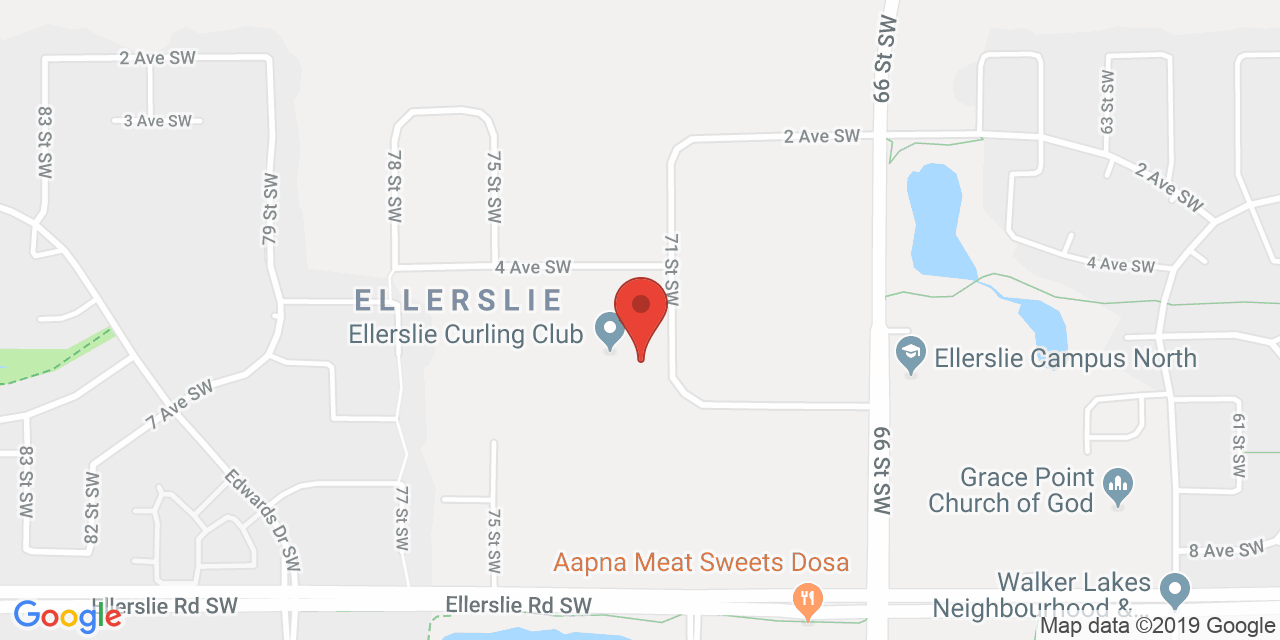 2 Ave SW
3 Ave SW
83 St SW
79 St SW
78 St SW
75 St SW
4 Ave SW
71 St SW
2 Ave SW
66 St SW
63 St SW
2 Ave SW
4 Ave SW
ELLERSLIE
Ellerslie Curling Club
Ellerslie Campus North
7 Ave SW
83 St SW
82 St SW
Edwards Dr SW
77 St SW
75 St SW
66 St SW
61 St SW
Grace Point
Church of God
8 Ave SW
Aapna Meat Sweets Dosa
Walker Lakes
Neighbourhood &...
Ellerslie Rd SW
Ellerslie Rd SW
Google
Map data ©2019 Google